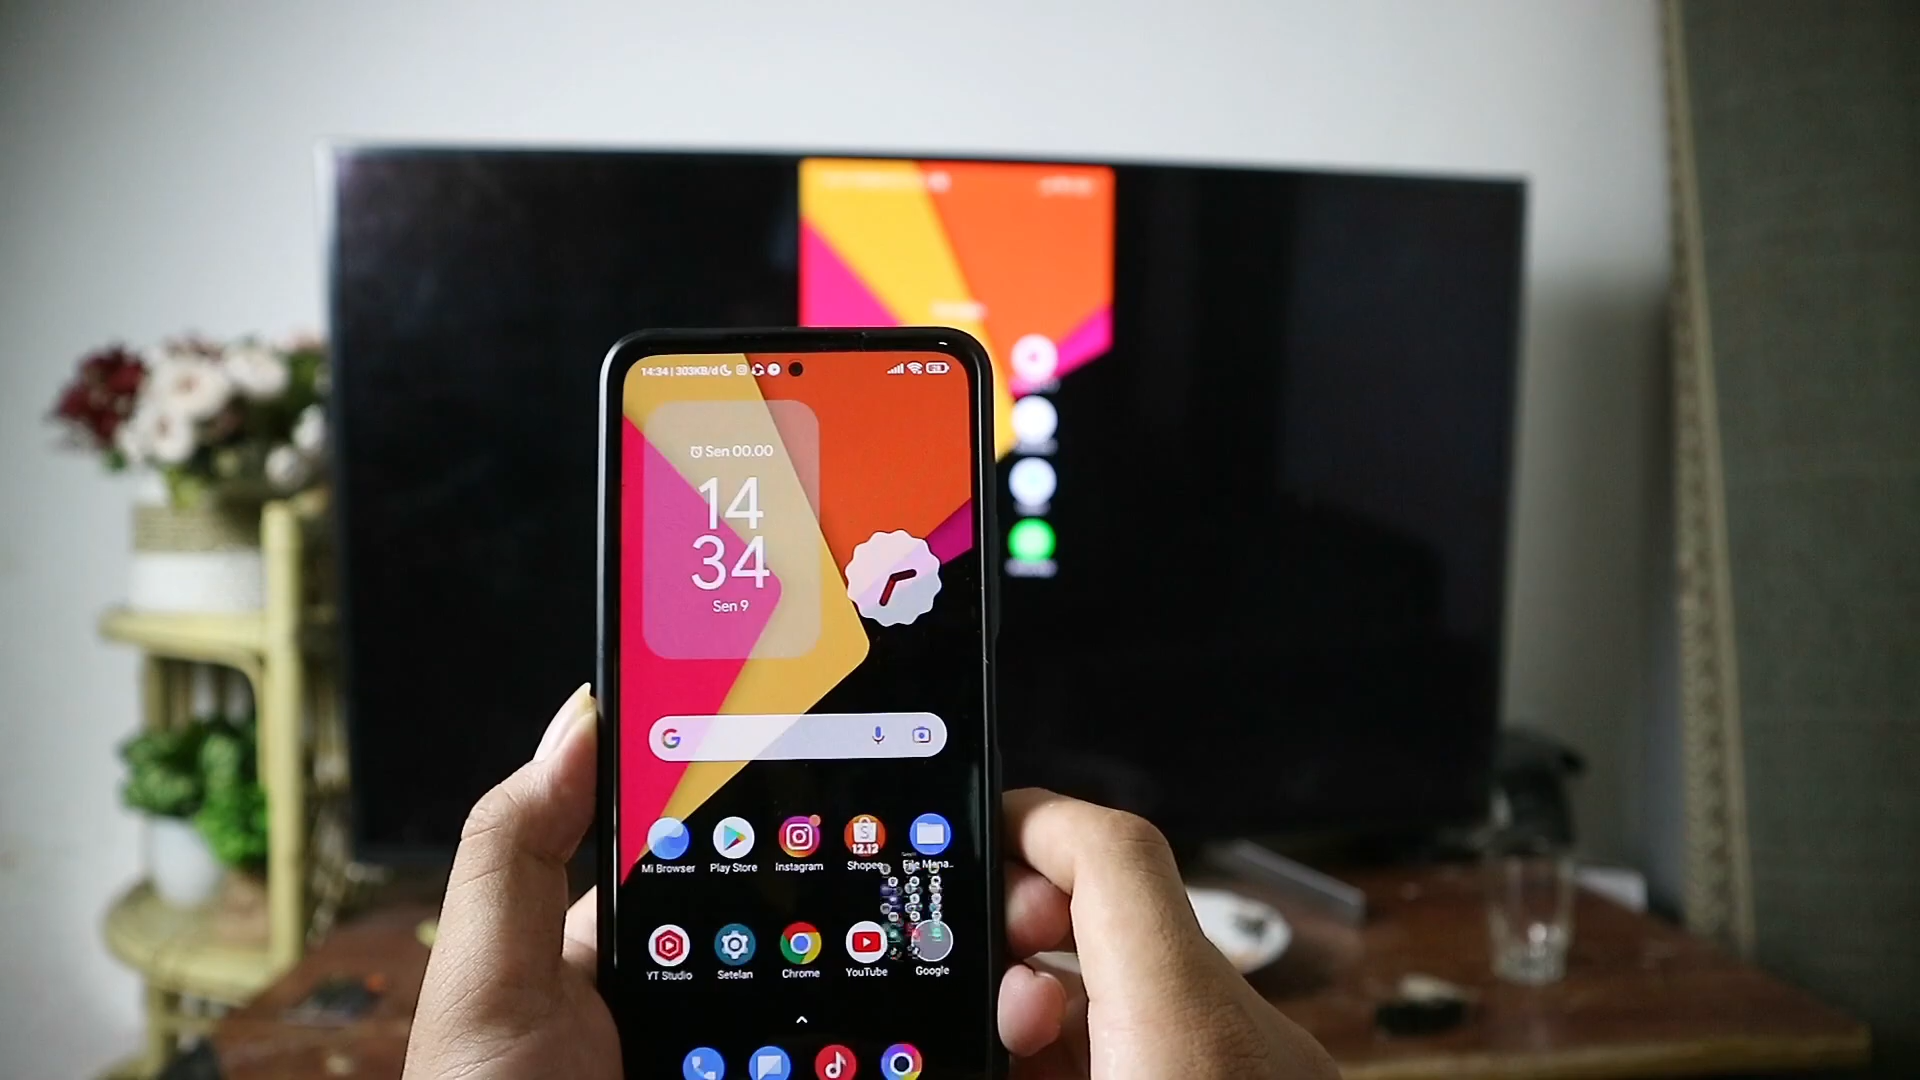 14:34 | 303KB/d
Sen 00.00
14
34
Sen 9
Mi Browser
Play Store
Instagram
12.12
Shopee
File Mana..
YT Studio
Setelan
Chrome
YouTube
Google